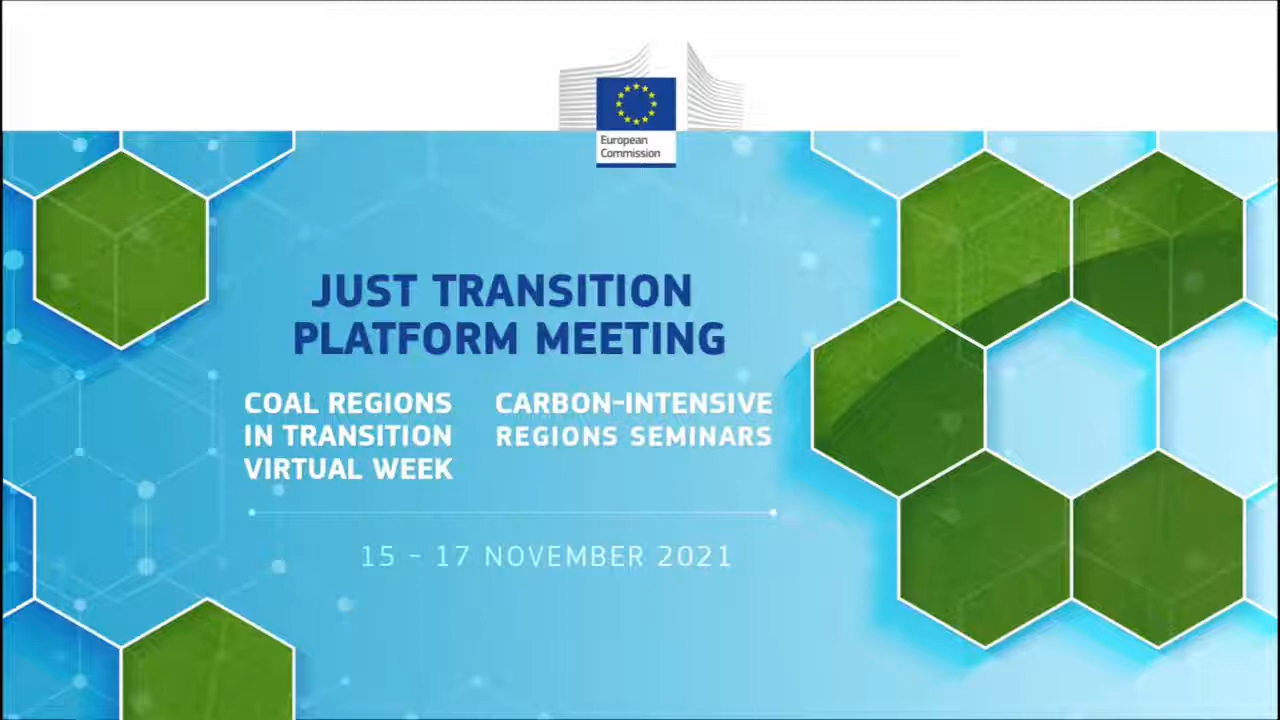 European
Commission
JUST TRANSITION
PLATFORM MEETING
COAL REGIONS
IN TRANSITION
VIRTUAL WEEK
CARBON-INTENSIVE
REGIONS SEMINARS
15 - 17 NOVEMBER 2021